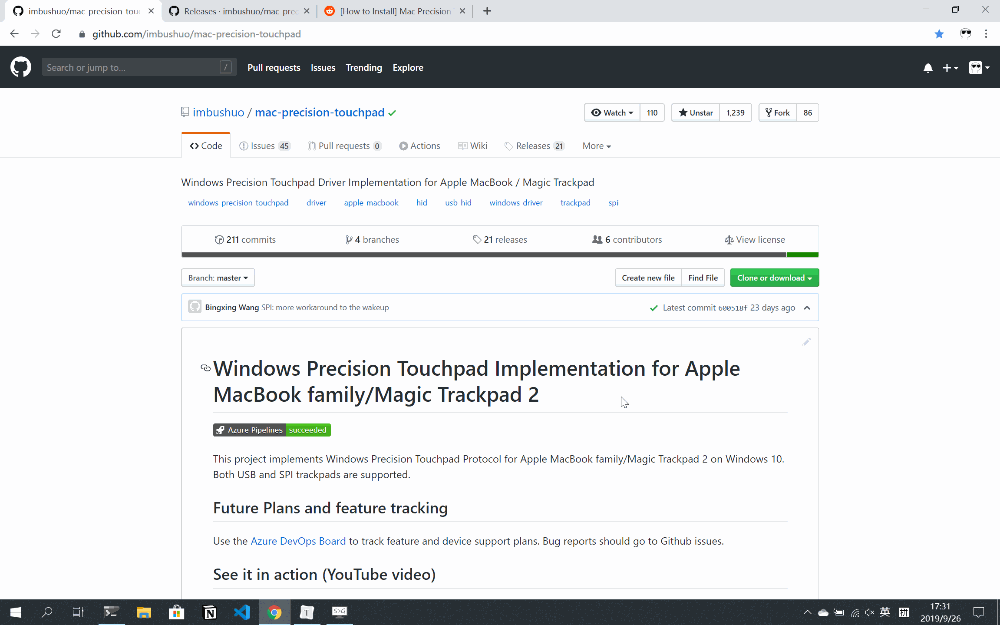 imbushuo/mac-precision-tou
Releases · imbushuo/mac-prec
[How to Install] Mac Precision
github.com/imbushuo/mac-precision-touchpad
Search or jump to...
/
Pull requests
Issues
Trending
Explore
imbushuo / mac-precision-touchpad
Watch
110
Unstar
1,239
Fork
86
Code
Issues 45
Pull requests 0
Actions
Wiki
Releases 21
More
Windows Precision Touchpad Driver Implementation for Apple MacBook / Magic Trackpad
windows precision touchpad
driver
apple macbook
hid
usb hid
windows driver
trackpad
spi
211 commits
4 branches
21 releases
6 contributors
View license
Branch: master
Create new file
Find File
Clone or download
Bingxing Wang SPI: more workaround to the wakeup
Latest commit 600518f 23 days ago
Windows Precision Touchpad Implementation for Apple
MacBook family/Magic Trackpad 2
Azure Pipelines succeeded
This project implements Windows Precision Touchpad Protocol for Apple MacBook family/Magic Trackpad 2 on Windows 10.
Both USB and SPI trackpads are supported.
Future Plans and feature tracking
Use the Azure DevOps Board to track feature and device support plans. Bug reports should go to Github issues.
See it in action (YouTube video)
英
17:31
2019/9/26